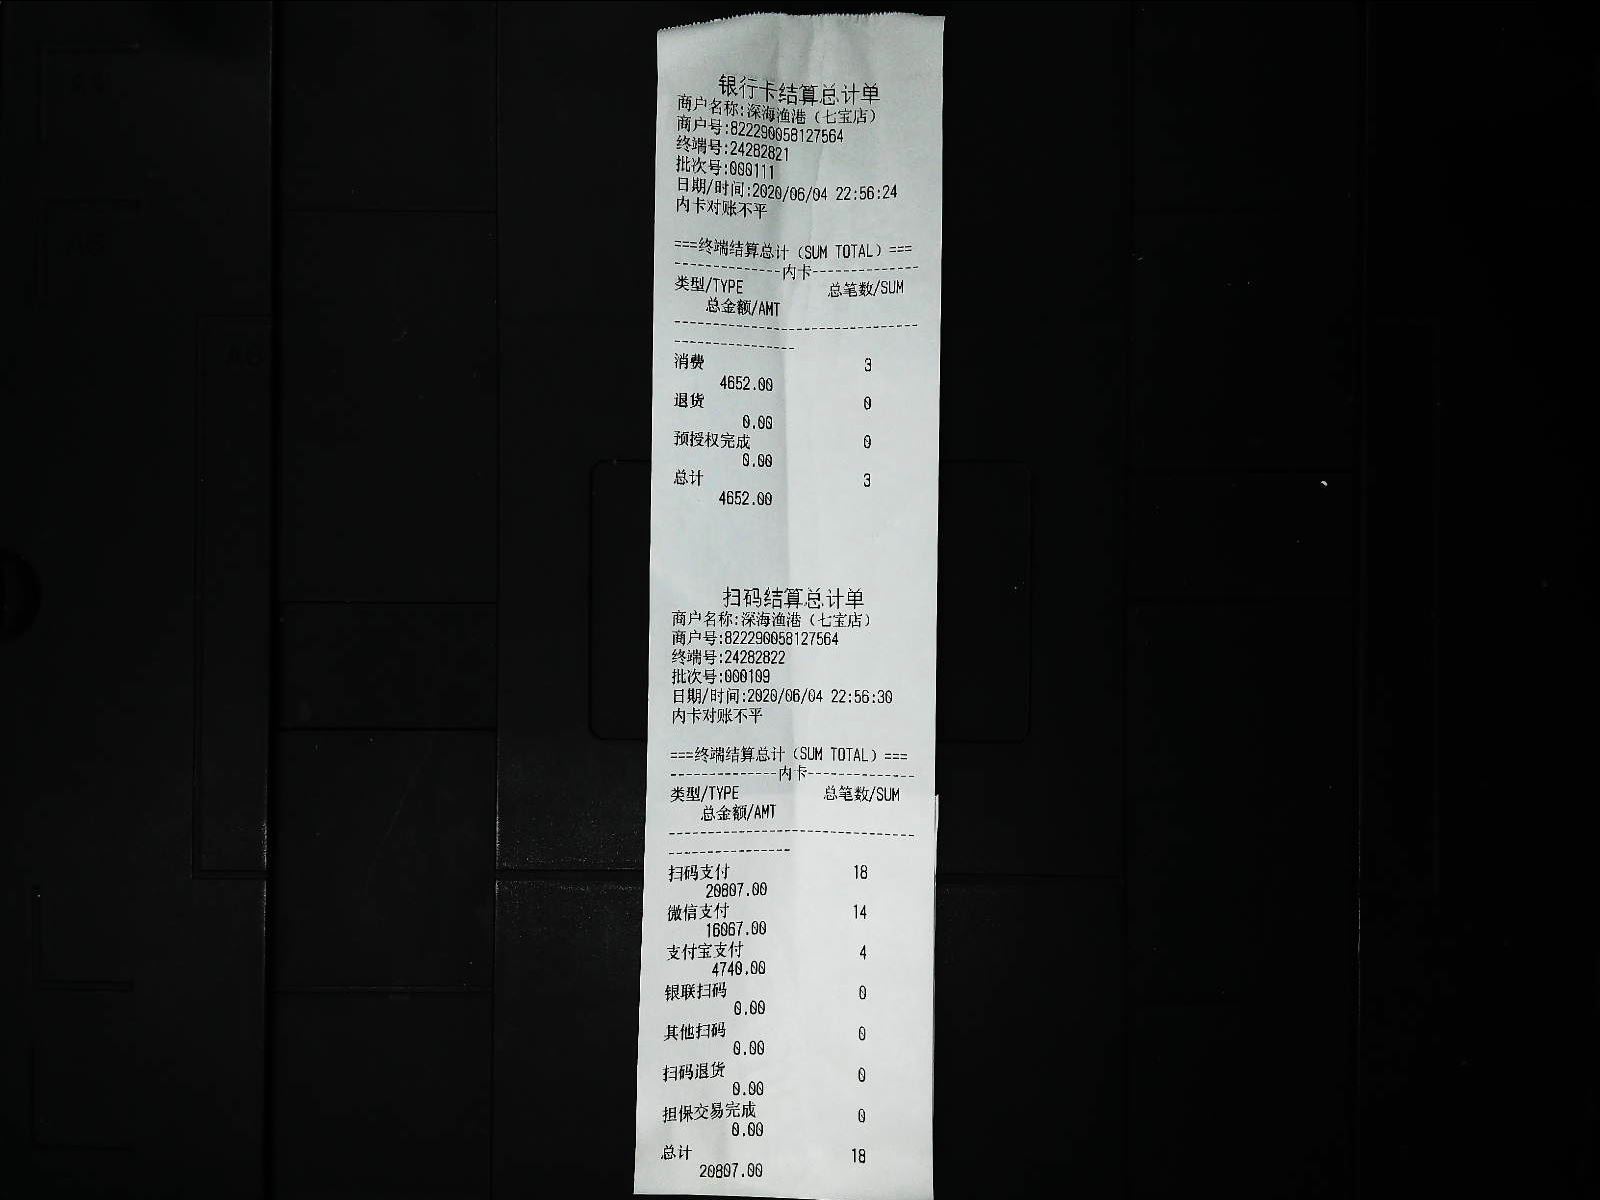 银行卡结算总计单
商户名称:深海渔港（七宝店）
商户号:822290058127564
终端号:24282821
批次号:000111
日期/时间:2020/06/04 22:56:24
内卡对账不平
===终端结算总计（SUM TOTAL）===
--------------内卡--------------
类型/TYPE 总笔数/SUM
总金额/AMT
--------------------------------
----------------
消费 3
4652.00
退货 0
0.00
预授权完成 0
0.00
总计 3
4652.00
扫码结算总计单
商户名称:深海渔港（七宝店）
商户号:822290058127564
终端号:24282822
批次号:000109
日期/时间:2020/06/04 22:56:30
内卡对账不平
===终端结算总计（SUM TOTAL）===
--------------内卡--------------
类型/TYPE 总笔数/SUM
总金额/AMT
--------------------------------
----------------
扫码支付 18
20807.00
微信支付 14
16067.00
支付宝支付 4
4740.00
银联扫码 0
0.00
其他扫码 0
0.00
扫码退货 0
0.00
担保交易完成 0
0.00
总计 18
20807.00